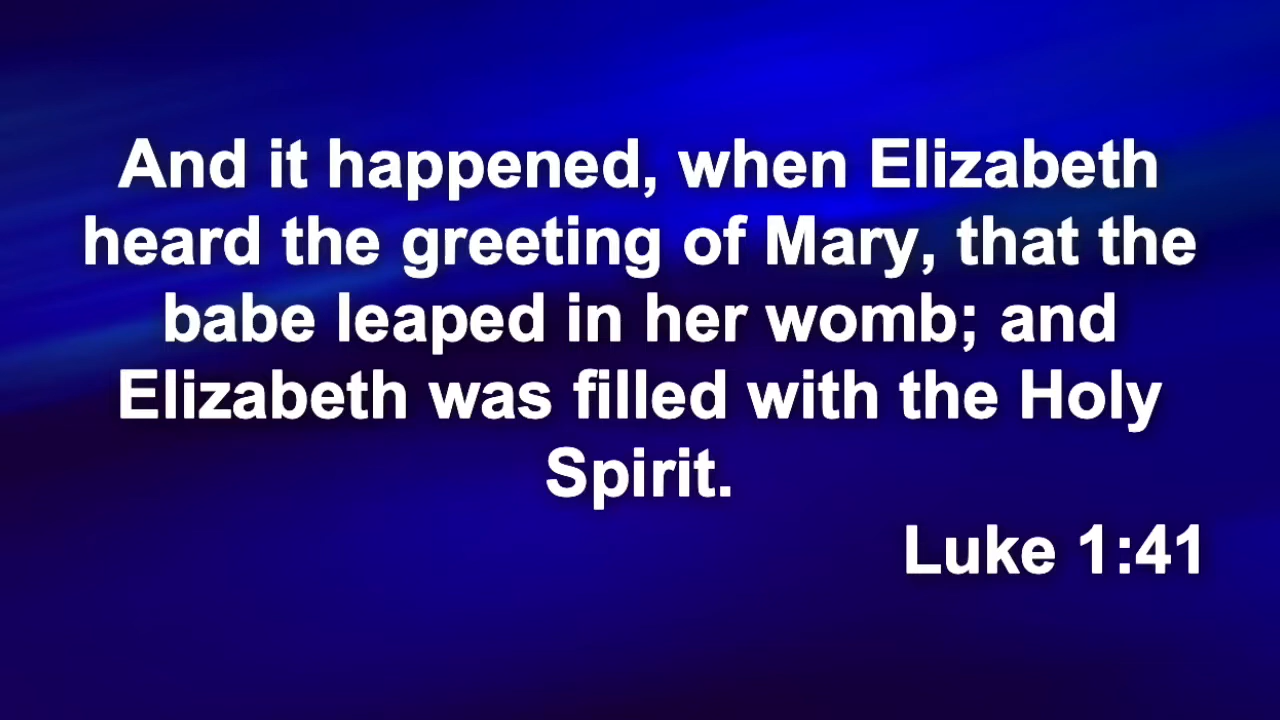 And it happened, when Elizabeth
heard the greeting of Mary, that the
babe leaped in her womb; and
Elizabeth was filled with the Holy
Spirit.
Luke 1:41